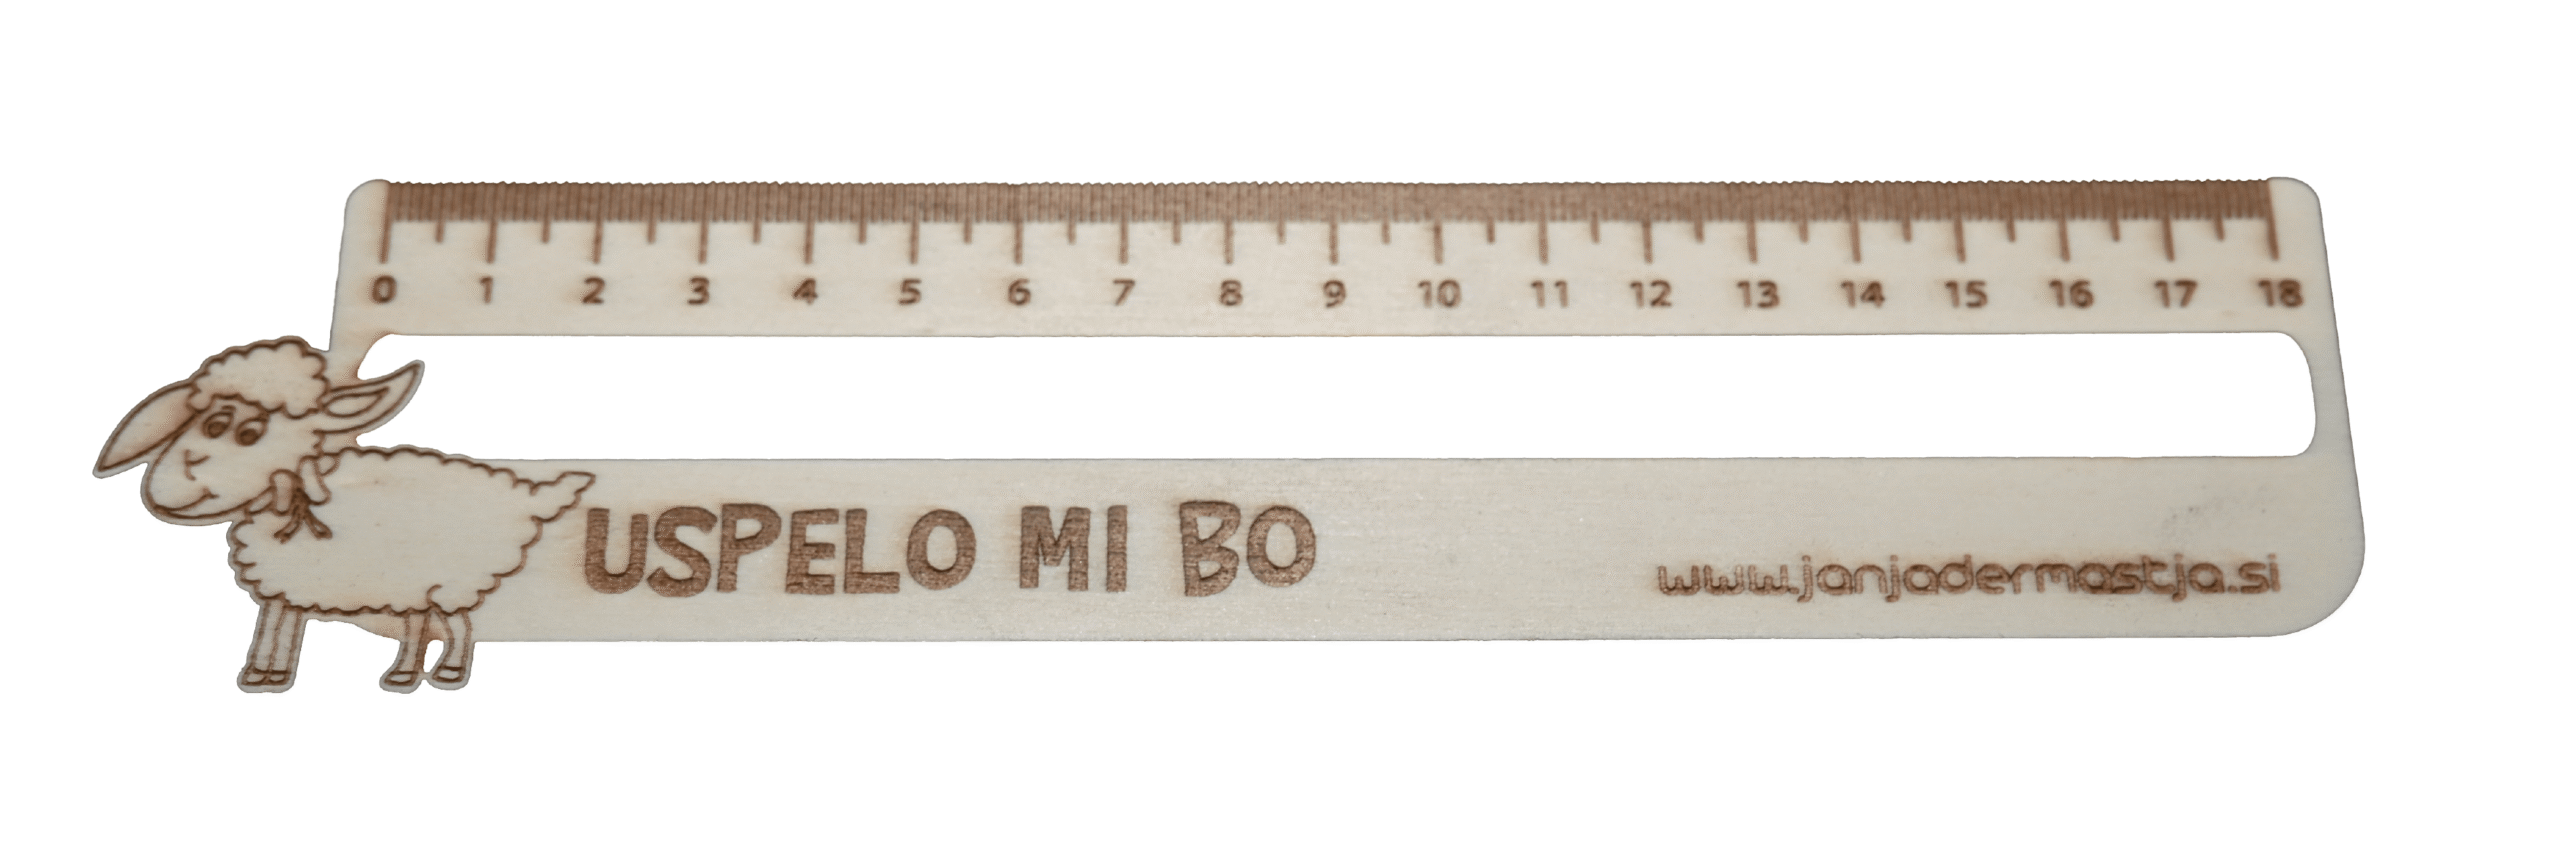 0 1 2 3 4 5 6 7 8 9 10 11 12 13 14 15 16 17 18
USPELO MI BO
www.janjadermastja.si